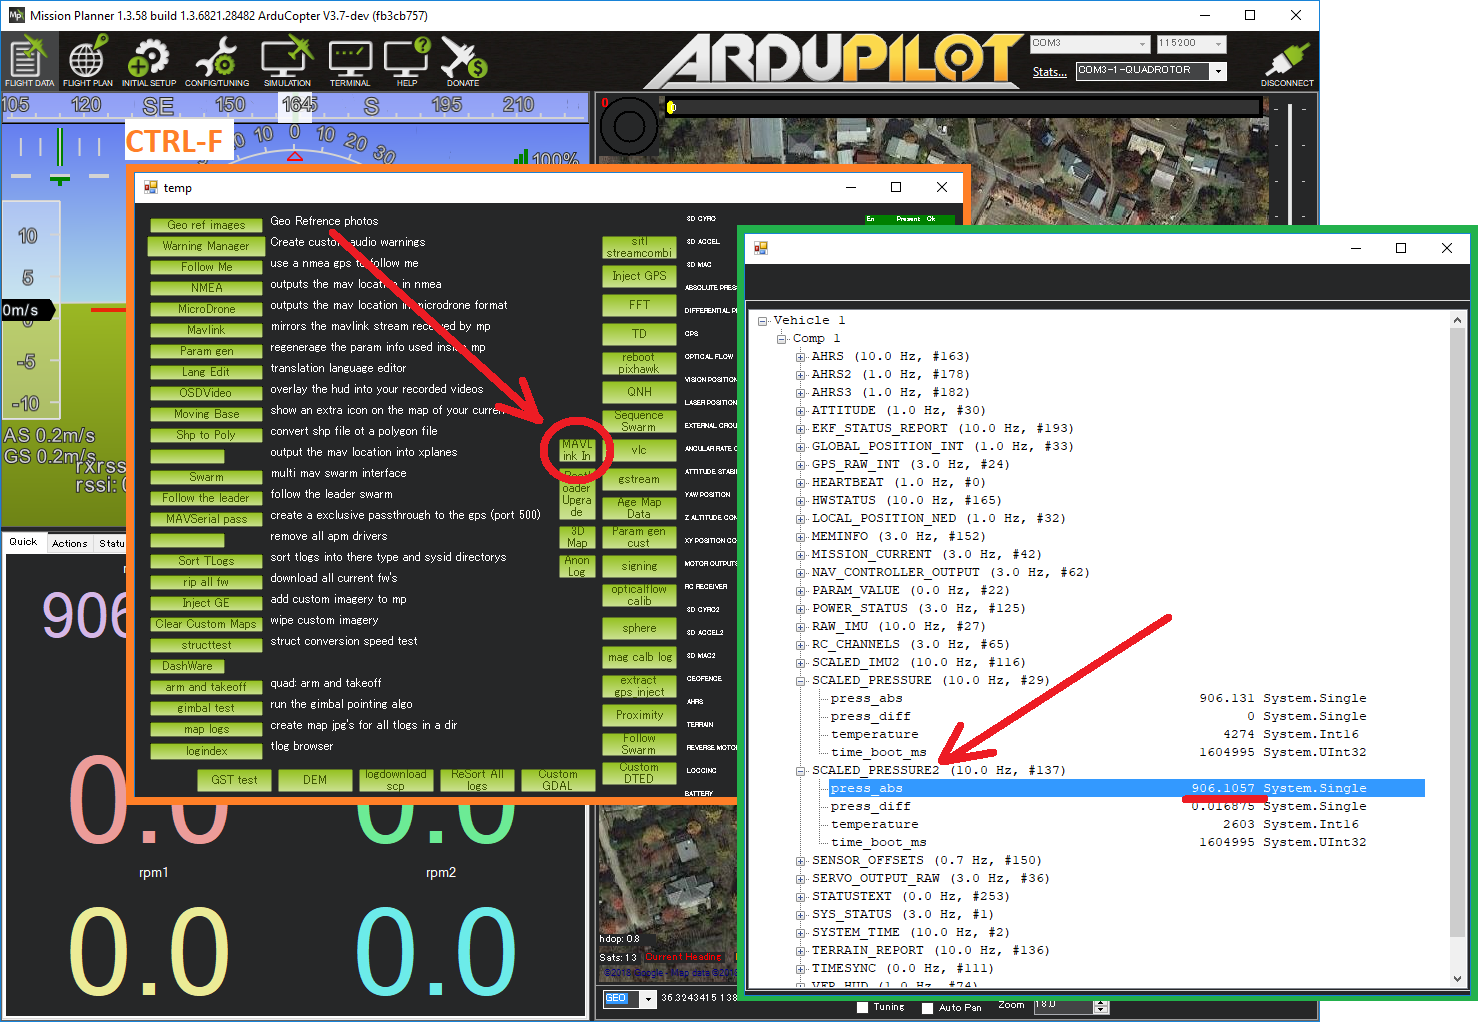 Mission Planner 1.3.58 build 1.3.6821.28482 ArduCopter V3.7-dev (fb3cb757)
FLIGHT DATA
FLIGHT PLAN
INITIAL SETUP
CONFIG/TUNING
SIMULATION
TERMINAL
HELP
DONATE
ARDUPILOT
COM3
115200
Stats...
COM3-1-QUADROTOR
DISCONNECT
105 120 SE 150 1645 S 195 210
CTRL-F
10 0 10 20 30
100%
0
10
5
0m/s
0
-5
-10
AS 0.2m/s
GS 0.2m/s
rxrss
rssi: 0
Quick
Actions
Statu
906
0.0
0.0
rpm1
rpm2
0.0
0.0
temp
Geo ref images
Geo Refrence photos
Warning Manager
Create custom audio warnings
Follow Me
use a nmea gps to follow me
NMEA
outputs the mav location in nmea
MicroDrone
outputs the mav location in microdrone format
Mavlink
mirrors the mavlink stream received by mp
Param gen
regenerage the param info used inside mp
Lang Edit
translation language editor
OSDVideo
overlay the hud into your recorded videos
Moving Base
show an extra icon on the map of your curren
Shp to Poly
convert shp file ot a polygon file
output the mav location into xplanes
Swarm
multi mav swarm interface
Follow the leader
follow the leader swarm
MAVSerial pass
create a exclusive passthrough to the gps (port 500)
remove all apm drivers
Sort TLogs
sort tlogs into there type and sysid directorys
rip all fw
download all current fw's
Inject GE
add custom imagery to mp
Clear Custom Maps
wipe custom imagery
structtest
struct conversion speed test
DashWare
arm and takeoff
quad: arm and takeoff
gimbal test
run the gimbal pointing algo
map logs
create map jpg's for all tlogs in a dir
logindex
tlog browser
GST test
DEM
logdownload
scp
ReSort All
logs
Custom
GDAL
MAVL
ink In
Boot
oader
Upgra
de
3D
Map
Anon
Log
sitl
streamcombi
Inject GPS
FFT
TD
reboot
pixhawk
QNH
Sequence
Swarm
vlc
gstream
Age Map
Data
Param gen
cust
signing
opticalflow
calib
sphere
mag calb log
extract
gps inject
Proximity
Follow
Swarm
Custom
DTED
En Present Ok
3D GYRO
3D ACCEL
3D MAG
ABSOLUTE PRES
DIFFERENTIAL P
GPS
OPTICAL FLOW
VISION POSITION
LASER POSITION
EXTERNAL GROU
ANGULAR RATE C
ATTITUDE STABI
YAW POSITION
Z ALTITUDE CON
XY POSITION CO
MOTOR OUTPUTS
RC RECEIVER
3D GYRO2
3D ACCEL2
3D MAG2
GEOFENCE
AHRS
TERRAIN
REVERSE MOTOR
LOGGING
BATTERY
Vehicle 1
Comp 1
AHRS (10.0 Hz, #163)
AHRS2 (1.0 Hz, #178)
AHRS3 (1.0 Hz, #182)
ATTITUDE (1.0 Hz, #30)
EKF_STATUS_REPORT (10.0 Hz, #193)
GLOBAL_POSITION_INT (1.0 Hz, #33)
GPS_RAW_INT (3.0 Hz, #24)
HEARTBEAT (1.0 Hz, #0)
HWSTATUS (10.0 Hz, #165)
LOCAL_POSITION_NED (1.0 Hz, #32)
MEMINFO (3.0 Hz, #152)
MISSION_CURRENT (3.0 Hz, #42)
NAV_CONTROLLER_OUTPUT (3.0 Hz, #62)
PARAM_VALUE (0.0 Hz, #22)
POWER_STATUS (3.0 Hz, #125)
RAW_IMU (10.0 Hz, #27)
RC_CHANNELS (3.0 Hz, #65)
SCALED_IMU2 (10.0 Hz, #116)
SCALED_PRESSURE (10.0 Hz, #29)
press_abs 906.131 System.Single
press_diff 0 System.Single
temperature 4274 System.Int16
time_boot_ms 1604995 System.UInt32
SCALED_PRESSURE2 (10.0 Hz, #137)
press_abs 906.1057 System.Single
press_diff 0.016875 System.Single
temperature 2603 System.Int16
time_boot_ms 1604995 System.UInt32
SENSOR_OFFSETS (0.7 Hz, #150)
SERVO_OUTPUT_RAW (3.0 Hz, #36)
STATUSTEXT (0.0 Hz, #253)
SYS_STATUS (3.0 Hz, #1)
SYSTEM_TIME (10.0 Hz, #2)
TERRAIN_REPORT (10.0 Hz, #136)
TIMESYNC (0.0 Hz, #111)
VFR_HUD (1.0 Hz, #74)
hdop: 0.8
Sats: 13
Current Heading
©2018 Google - Map data ©2018
GEO
36.3243415 138
Tuning
Auto Pan
Zoom
18.0